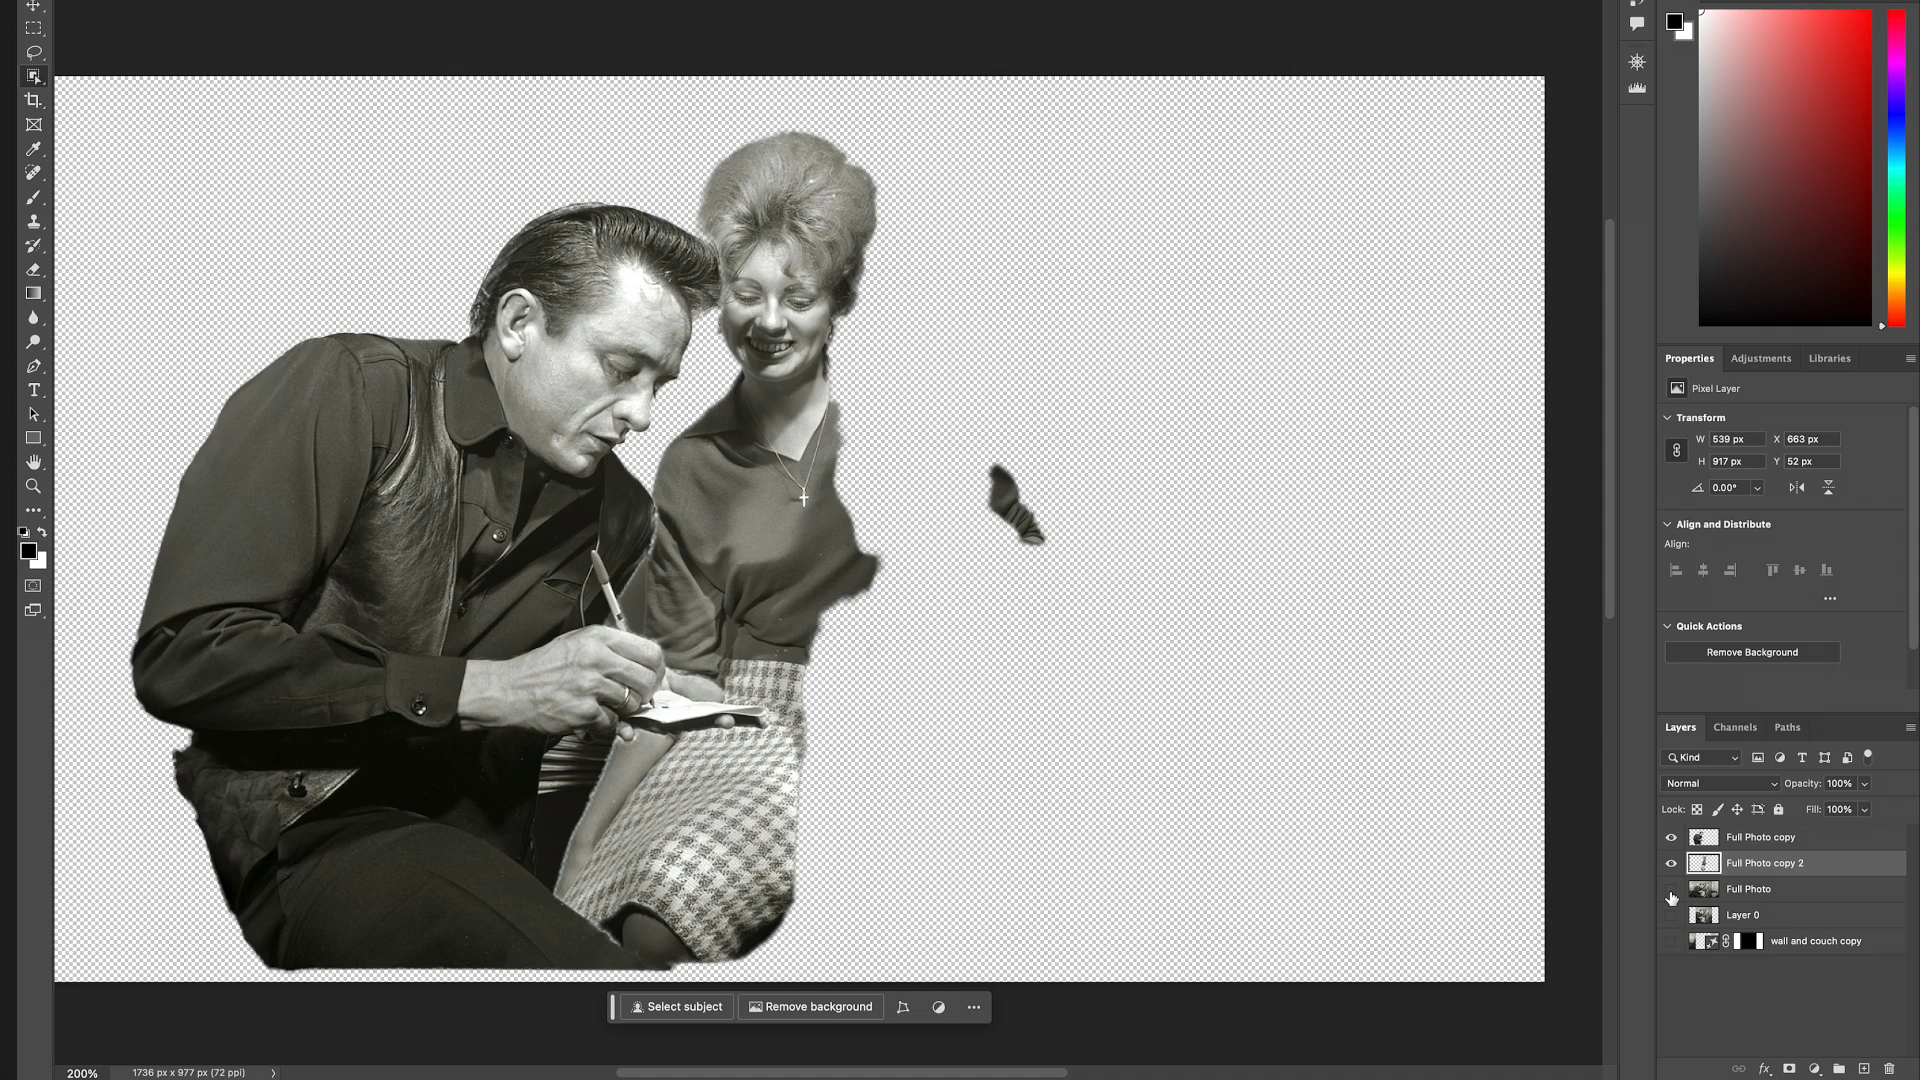 Properties Adjustments Libraries
Pixel Layer
Transform
W 539 px X 663 px
H 917 px Y 52 px
0.00°
Align and Distribute
Align:
Quick Actions
Remove Background
Layers Channels Paths
Kind
Normal Opacity: 100%
Lock: Fill: 100%
Full Photo copy
Full Photo copy 2
Full Photo
Layer 0
wall and couch copy
Select subject Remove background
200% 1736 px x 977 px (72 ppi)